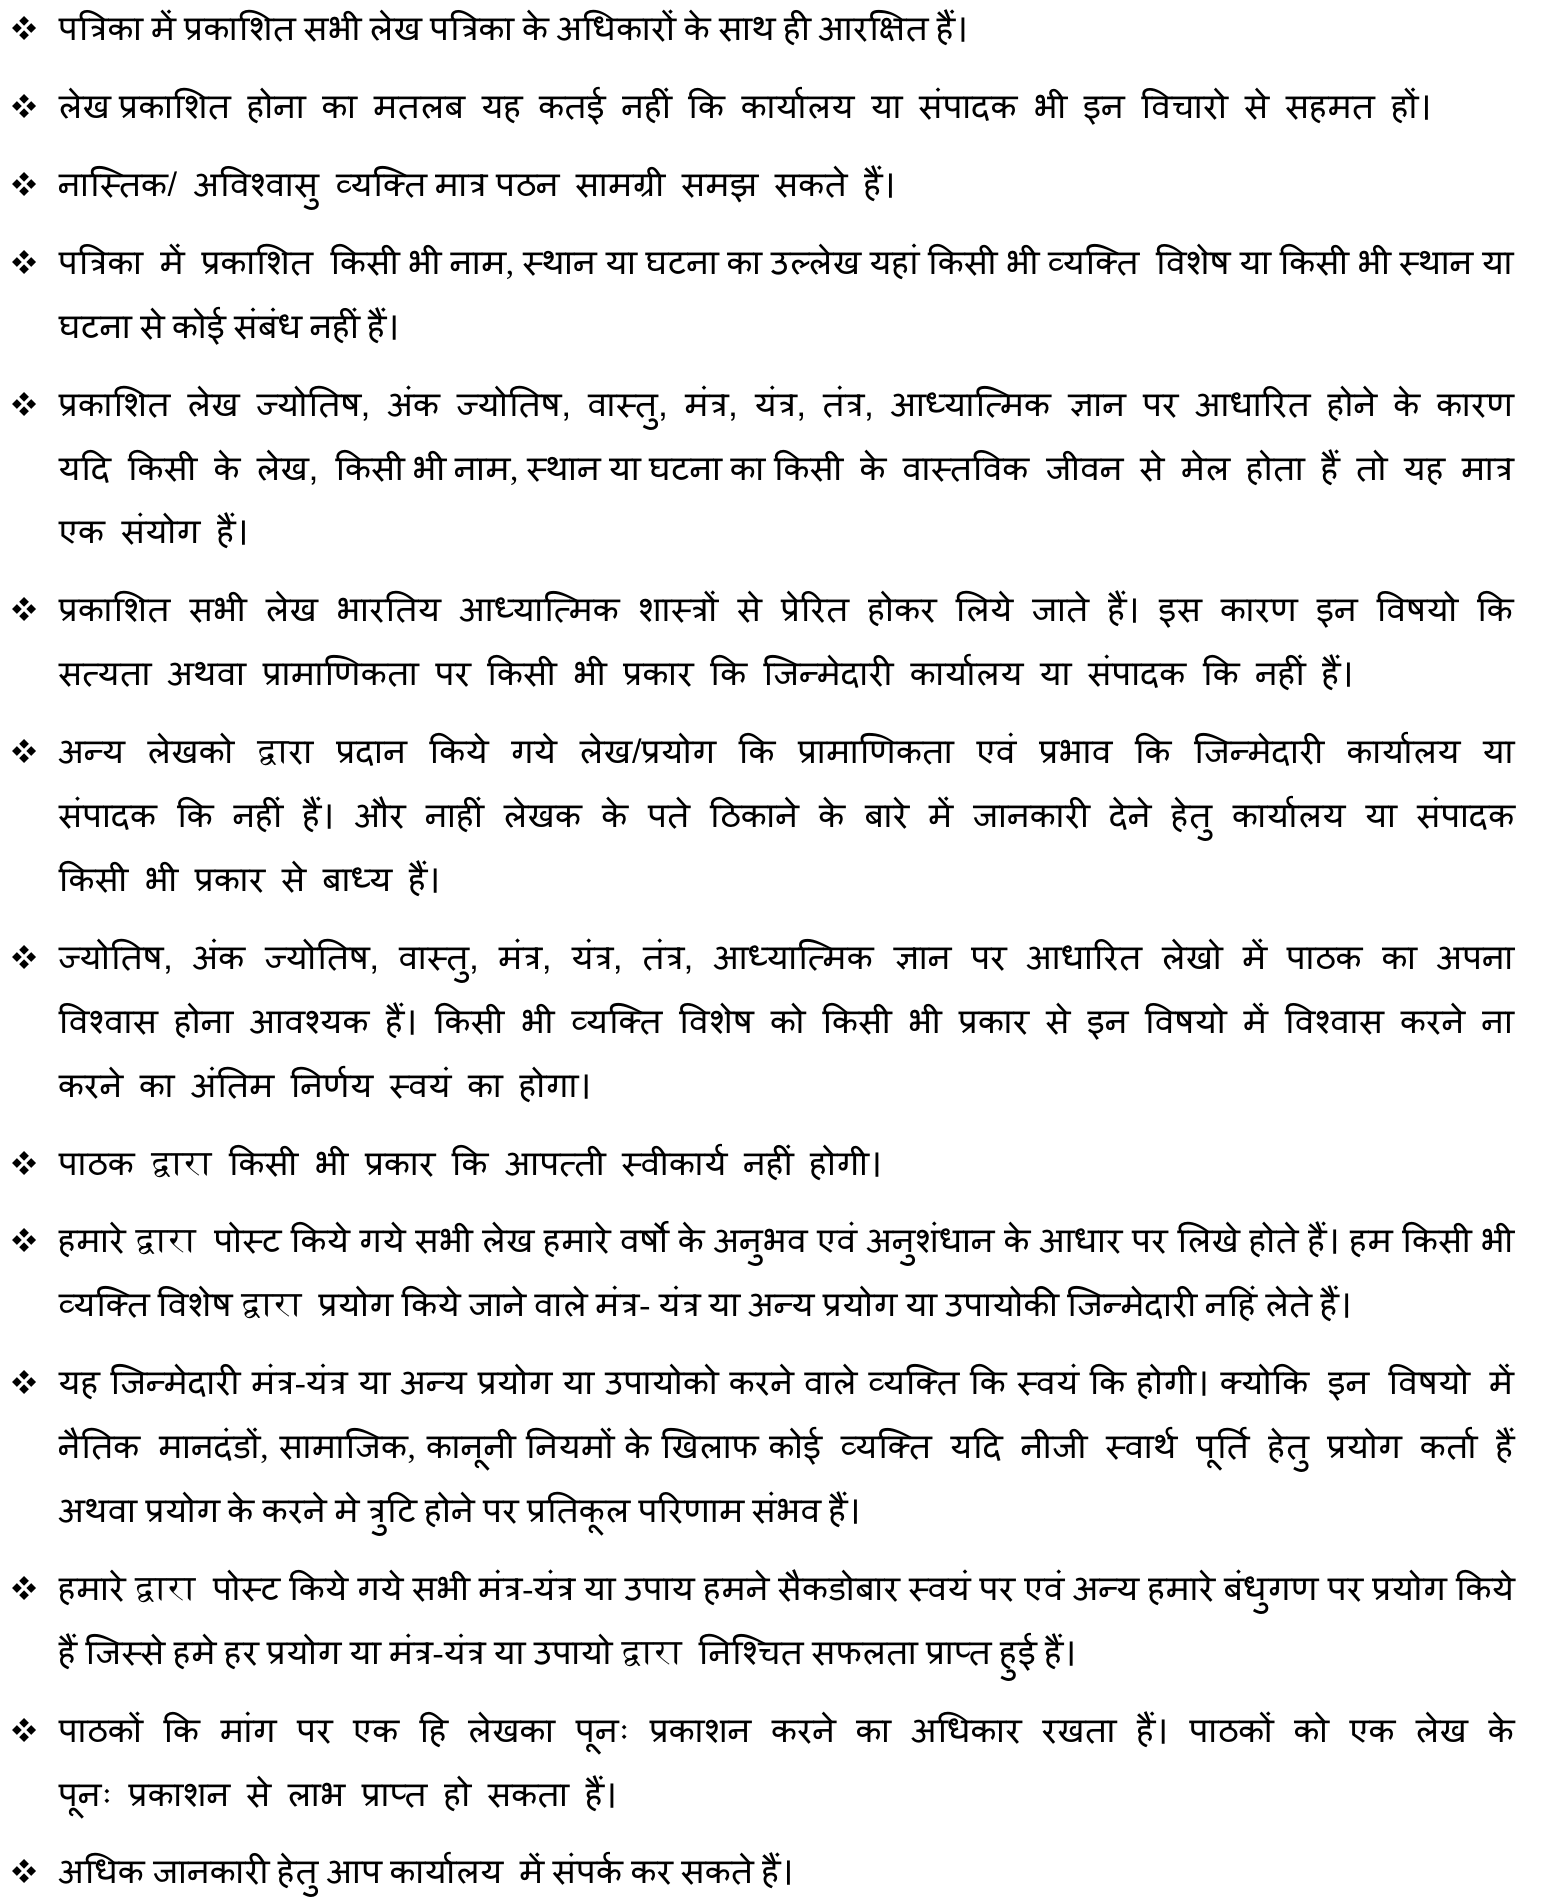 ❖ पत्रिका में प्रकाशित सभी लेख पत्रिका के अधिकारों के साथ ही आरक्षित हैं।
❖ लेख प्रकाशित होना का मतलब यह कतई नहीं कि कार्यालय या संपादक भी इन विचारो से सहमत हों।
❖ नास्तिक/ अविश्वासु व्यक्ति मात्र पठन सामग्री समझ सकते हैं।
❖ पत्रिका में प्रकाशित किसी भी नाम, स्थान या घटना का उल्लेख यहां किसी भी व्यक्ति विशेष या किसी भी स्थान या
घटना से कोई संबंध नहीं हैं।
❖ प्रकाशित लेख ज्योतिष, अंक ज्योतिष, वास्तु, मंत्र, यंत्र, तंत्र, आध्यात्मिक ज्ञान पर आधारित होने के कारण
यदि किसी के लेख, किसी भी नाम, स्थान या घटना का किसी के वास्तविक जीवन से मेल होता हैं तो यह मात्र
एक संयोग हैं।
❖ प्रकाशित सभी लेख भारतिय आध्यात्मिक शास्त्रों से प्रेरित होकर लिये जाते हैं। इस कारण इन विषयो कि
सत्यता अथवा प्रामाणिकता पर किसी भी प्रकार कि जिन्मेदारी कार्यालय या संपादक कि नहीं हैं।
❖ अन्य लेखको द्वारा प्रदान किये गये लेख/प्रयोग कि प्रामाणिकता एवं प्रभाव कि जिन्मेदारी कार्यालय या
संपादक कि नहीं हैं। और नाहीं लेखक के पते ठिकाने के बारे में जानकारी देने हेतु कार्यालय या संपादक
किसी भी प्रकार से बाध्य हैं।
❖ ज्योतिष, अंक ज्योतिष, वास्तु, मंत्र, यंत्र, तंत्र, आध्यात्मिक ज्ञान पर आधारित लेखो में पाठक का अपना
विश्वास होना आवश्यक हैं। किसी भी व्यक्ति विशेष को किसी भी प्रकार से इन विषयो में विश्वास करने ना
करने का अंतिम निर्णय स्वयं का होगा।
❖ पाठक द्वारा किसी भी प्रकार कि आपत्ती स्वीकार्य नहीं होगी।
❖ हमारे द्वारा पोस्ट किये गये सभी लेख हमारे वर्षो के अनुभव एवं अनुशंधान के आधार पर लिखे होते हैं। हम किसी भी
व्यक्ति विशेष द्वारा प्रयोग किये जाने वाले मंत्र- यंत्र या अन्य प्रयोग या उपायोकी जिन्मेदारी नहिं लेते हैं।
❖ यह जिन्मेदारी मंत्र-यंत्र या अन्य प्रयोग या उपायोको करने वाले व्यक्ति कि स्वयं कि होगी। क्योकि इन विषयो में
नैतिक मानदंडों, सामाजिक, कानूनी नियमों के खिलाफ कोई व्यक्ति यदि नीजी स्वार्थ पूर्ति हेतु प्रयोग कर्ता हैं
अथवा प्रयोग के करने मे त्रुटि होने पर प्रतिकूल परिणाम संभव हैं।
❖ हमारे द्वारा पोस्ट किये गये सभी मंत्र-यंत्र या उपाय हमने सैकडोबार स्वयं पर एवं अन्य हमारे बंधुगण पर प्रयोग किये
हैं जिस्से हमे हर प्रयोग या मंत्र-यंत्र या उपायो द्वारा निश्चित सफलता प्राप्त हुई हैं।
❖ पाठकों कि मांग पर एक हि लेखका पूनः प्रकाशन करने का अधिकार रखता हैं। पाठकों को एक लेख के
पूनः प्रकाशन से लाभ प्राप्त हो सकता हैं।
❖ अधिक जानकारी हेतु आप कार्यालय में संपर्क कर सकते हैं।